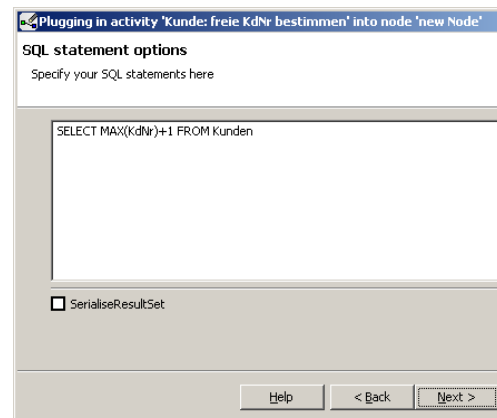 Plugging in activity 'Kunde: freie KdNr bestimmen' into node 'new Node'
SQL statement options
Specify your SQL statements here
SELECT MAX(KdNr)+1 FROM Kunden
SerialiseResultSet
Help < Back Next >